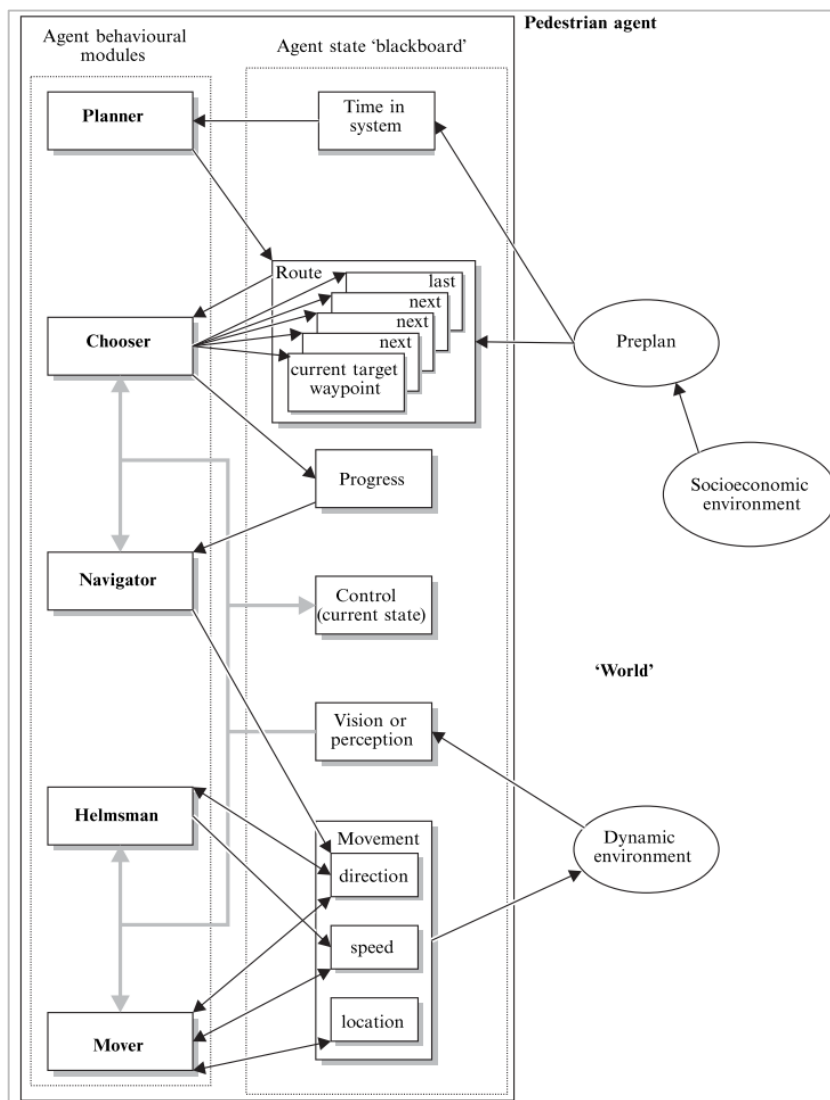 Pedestrian agent
Agent behavioural
modules
Agent state ‘blackboard’
Planner
Time in
system
Route
last
next
next
next
current target
waypoint
Chooser
Preplan
Progress
Socioeconomic
environment
Navigator
Control
(current state)
‘World’
Vision or
perception
Helmsman
Movement
direction
speed
location
Dynamic
environment
Mover